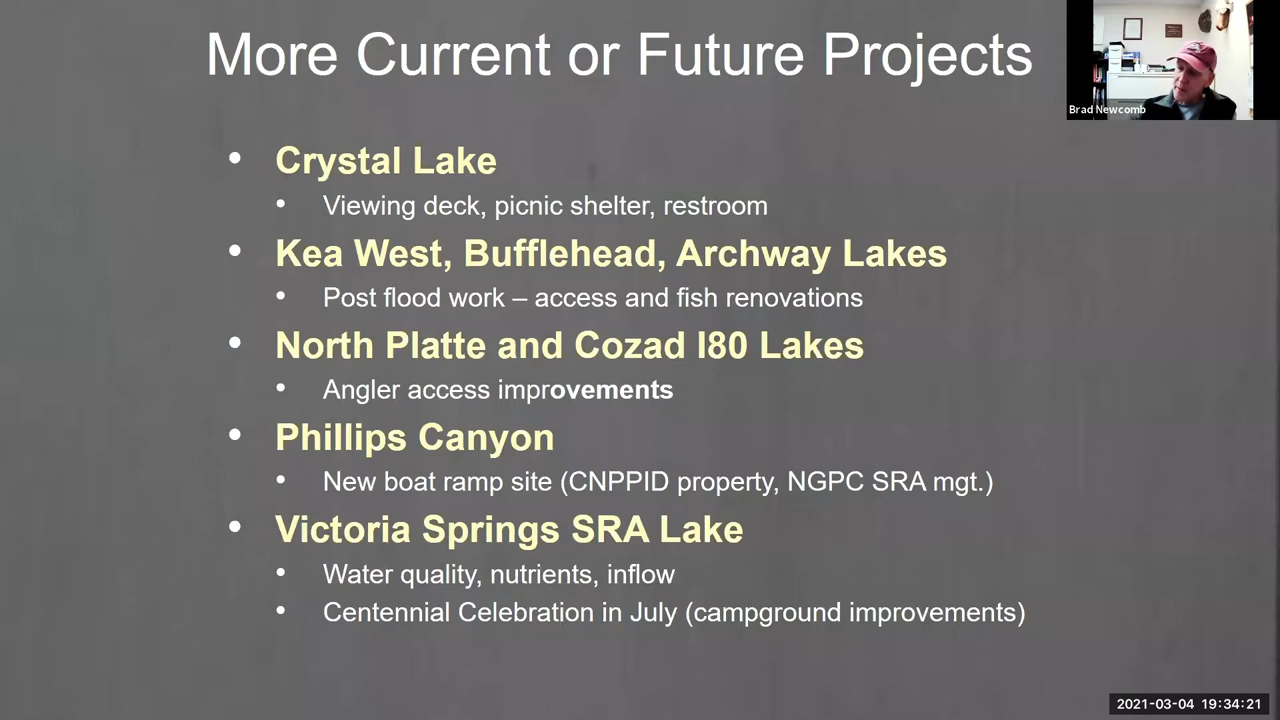 More Current or Future Projects
Brad Newcomb
• Crystal Lake
• Viewing deck, picnic shelter, restroom
• Kea West, Bufflehead, Archway Lakes
• Post flood work – access and fish renovations
• North Platte and Cozad I80 Lakes
• Angler access improvements
• Phillips Canyon
• New boat ramp site (CNPPID property, NGPC SRA mgt.)
• Victoria Springs SRA Lake
• Water quality, nutrients, inflow
• Centennial Celebration in July (campground improvements)
2021-03-04 19:34:21